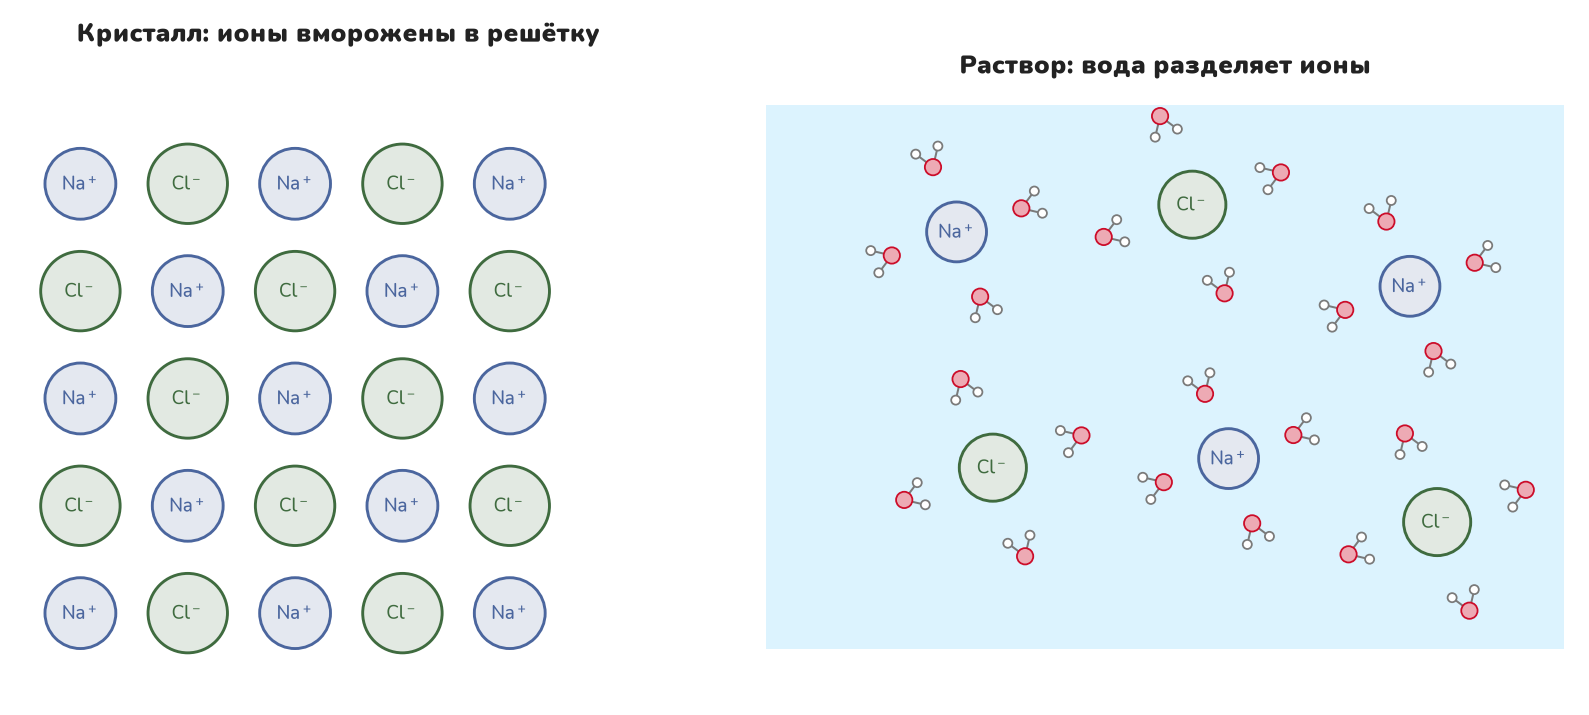 Кристалл: ионы вморожены в решётку
Раствор: вода разделяет ионы
Na⁺ Cl⁻ Na⁺ Cl⁻ Na⁺
Cl⁻ Na⁺ Cl⁻ Na⁺ Cl⁻
Na⁺ Cl⁻ Na⁺ Cl⁻ Na⁺
Cl⁻ Na⁺ Cl⁻ Na⁺ Cl⁻
Na⁺ Cl⁻ Na⁺ Cl⁻ Na⁺
Cl⁻
Na⁺
Na⁺
Na⁺
Cl⁻
Cl⁻